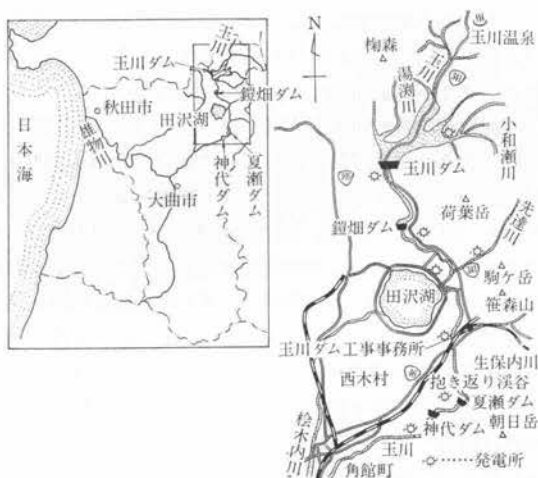 玉川
玉川ダム
鎧畑ダム
秋田市
田沢湖
日本海
雄物川
神代ダム
夏瀬ダム
大曲市
N
玉川温泉
椈森
玉川
湯渕川
小和瀬川
玉川ダム
先達川
荷葉岳
鎧畑ダム
駒ケ岳
田沢湖
笹森山
玉川ダム工事事務所
生保内川
西木村
抱き返り渓谷
夏瀬ダム
神代ダム
朝日岳
桧木内川
玉川
角館町
発電所